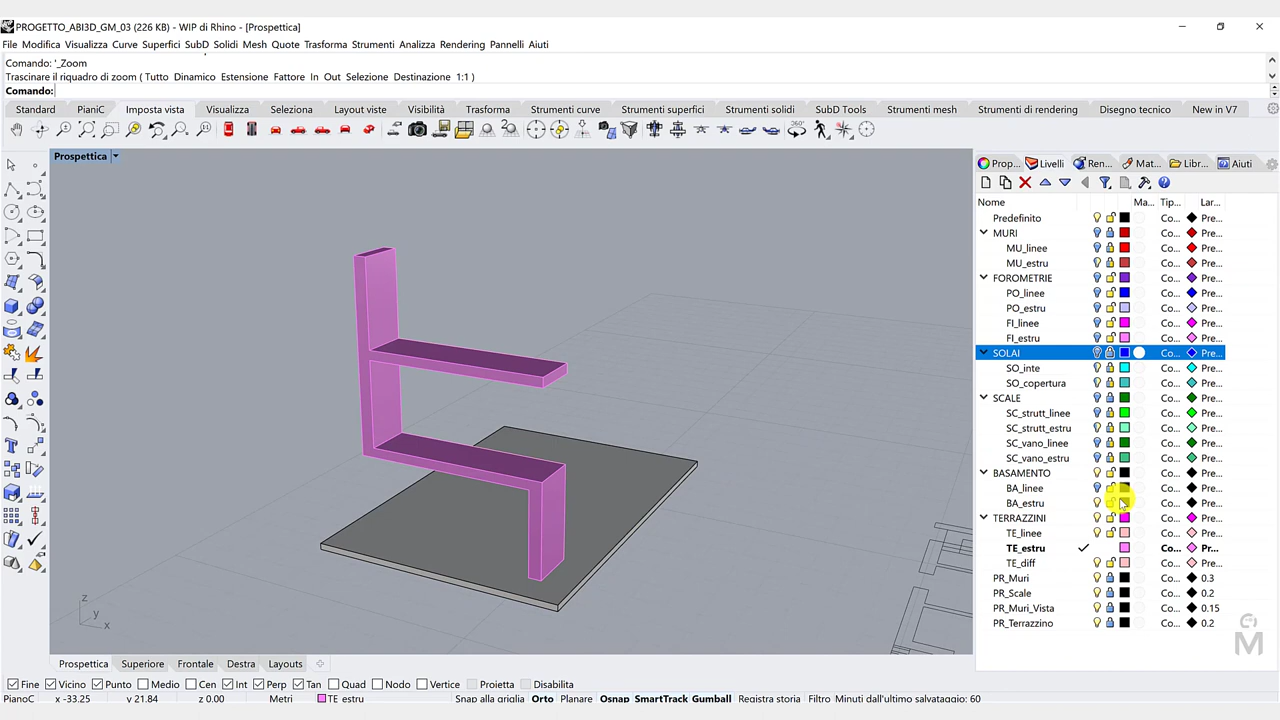 PROGETTO_ABI3D_GM_03 (226 KB) - WIP di Rhino - [Prospettica]
File Modifica Visualizza Curve Superfici SubD Solidi Mesh Quote Trasforma Strumenti Analizza Rendering Pannelli Aiuti
Comando: '_Zoom
Trascinare il riquadro di zoom ( Tutto Dinamico Estensione Fattore In Out Selezione Destinazione 1:1 )
Comando:
Standard PianiC Imposta vista Visualizza Seleziona Layout viste Visibilità Trasforma Strumenti curve Strumenti superfici Strumenti solidi SubD Tools Strumenti mesh Strumenti di rendering Disegno tecnico New in V7
Prospettica
Prop... Livelli Ren... Mat... Libr... Aiuti
Nome Ma... Tip... Lar...
Predefinito Co... Pre...
MURI Co... Pre...
MU_linee Co... Pre...
MU_estru Co... Pre...
FOROMETRIE Co... Pre...
PO_linee Co... Pre...
PO_estru Co... Pre...
FI_linee Co... Pre...
FI_estru Co... Pre...
SOLAI Co... Pre...
SO_inte Co... Pre...
SO_copertura Co... Pre...
SCALE Co... Pre...
SC_strutt_linee Co... Pre...
SC_strutt_estru Co... Pre...
SC_vano_linee Co... Pre...
SC_vano_estru Co... Pre...
BASAMENTO Co... Pre...
BA_linee Co... Pre...
BA_estru Co... Pre...
TERRAZZINI Co... Pre...
TE_linee Co... Pre...
TE_estru Co... Pr...
TE_diff Co... Pre...
PR_Muri Co... 0.3
PR_Scale Co... 0.2
PR_Muri_Vista Co... 0.15
PR_Terrazzino Co... 0.2
z
y
x
M
Prospettica Superiore Frontale Destra Layouts
Fine Vicino Punto Medio Cen Int Perp Tan Quad Nodo Vertice Proietta Disabilita
PianoC x -33.25 y 21.84 z 0.00 Metri TE_estru Snap alla griglia Orto Planare Osnap SmartTrack Gumball Registra storia Filtro Minuti dall'ultimo salvataggio: 60